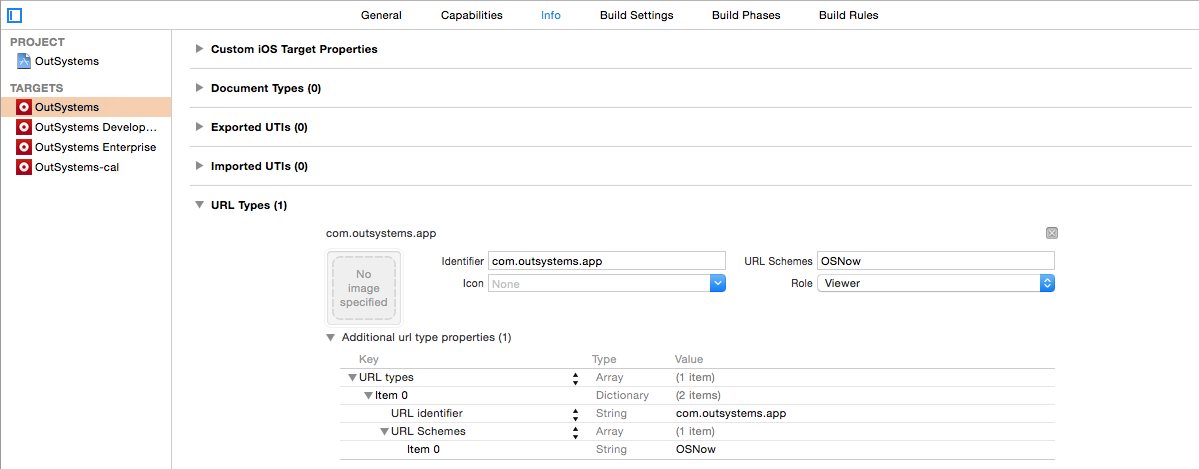 General Capabilities Info Build Settings Build Phases Build Rules
PROJECT
OutSystems
TARGETS
OutSystems
OutSystems Develop...
OutSystems Enterprise
OutSystems-cal
Custom iOS Target Properties
Document Types (0)
Exported UTIs (0)
Imported UTIs (0)
URL Types (1)
com.outsystems.app
No
image
specified
Identifier com.outsystems.app URL Schemes OSNow
Icon None Role Viewer
Additional url type properties (1)
Key Type Value
URL types Array (1 item)
Item 0 Dictionary (2 items)
URL identifier String com.outsystems.app
URL Schemes Array (1 item)
Item 0 String OSNow